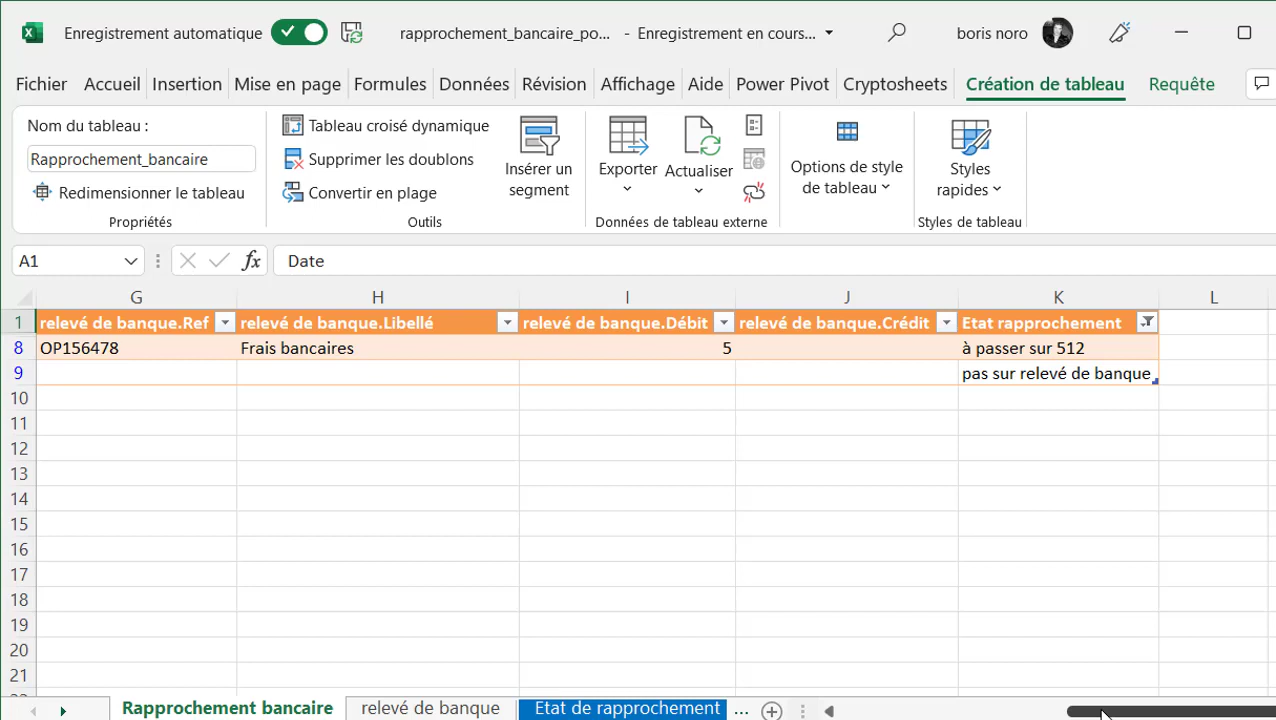 Enregistrement automatique rapprochement_bancaire_po... - Enregistrement en cours... boris noro
Fichier Accueil Insertion Mise en page Formules Données Révision Affichage Aide Power Pivot Cryptosheets Création de tableau Requête
Nom du tableau :
Rapprochement_bancaire
Redimensionner le tableau
Propriétés
Tableau croisé dynamique
Supprimer les doublons
Convertir en plage
Outils
Insérer un
segment
Exporter
Actualiser
Données de tableau externe
Options de style
de tableau
Styles
rapides
Styles de tableau
A1 fx Date
G H I J K L
1 relevé de banque.Ref relevé de banque.Libellé relevé de banque.Débit relevé de banque.Crédit Etat rapprochement
8 OP156478 Frais bancaires 5 à passer sur 512
9 pas sur relevé de banque
10
11
12
13
14
15
16
17
18
19
20
21
Rapprochement bancaire relevé de banque Etat de rapprochement ...